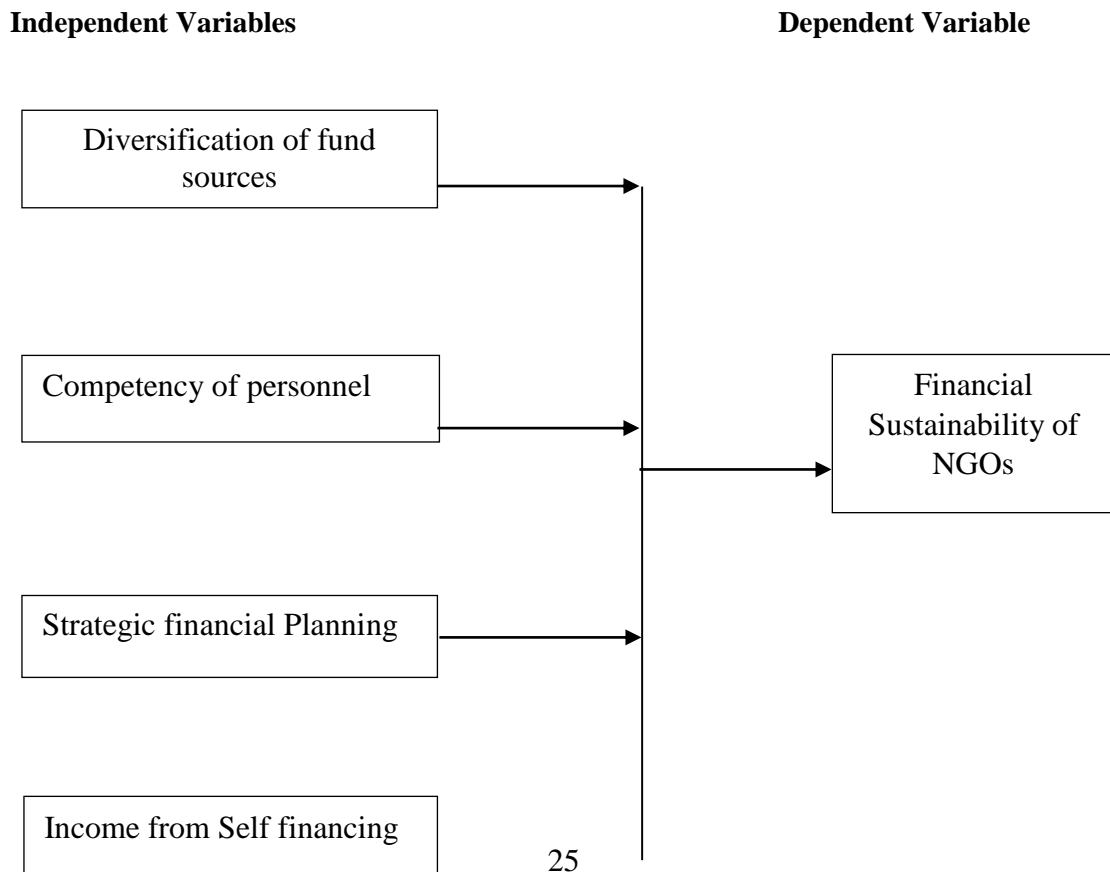 Independent Variables
Dependent Variable
Diversification of fund
sources
Competency of personnel
Financial
Sustainability of
NGOs
Strategic financial Planning
Income from Self financing
25